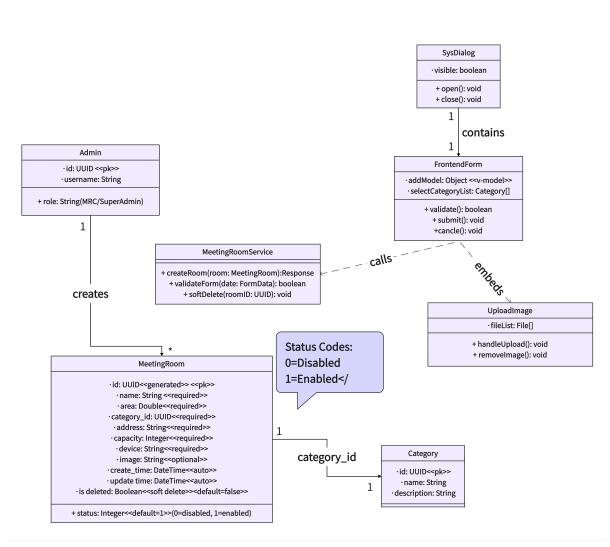 SysDialog
- visible: boolean
+ open(): void
+ close(): void
1
contains
1
FrontendForm
- addModel: Object <<v-model>>
- selectCategoryList: Category[]
+ validate(): boolean
+ submit(): void
+cancle(): void
Admin
- id: UUID <<pk>>
- username: String
+ role: String(MRC/SuperAdmin)
1
creates
*
MeetingRoomService
+ createRoom(room: MeetingRoom):Response
+ validateForm(date: FormData): boolean
+ softDelete(roomID: UUID): void
calls
embeds
UploadImage
- fileList: File[]
+ handleUpload(): void
+ removeImage(): void
Status Codes:
0=Disabled
1=Enabled</
MeetingRoom
- id: UUID<<generated>> <<pk>>
- name: String <<required>>
- area: Double<<required>>
- category_id: UUID<<required>>
- address: String<<required>>
- capacity: Integer<<required>>
- device: String<<required>>
- image: String<<optional>>
- create_time: DateTime<<auto>>
- update time: DateTime<<auto>>
- is deleted: Boolean<<soft delete>><default=false>>
+ status: Integer<<default=1>>(0=disabled, 1=enabled)
1
category_id
1
Category
- id: UUID<<pk>>
- name: String
- description: String